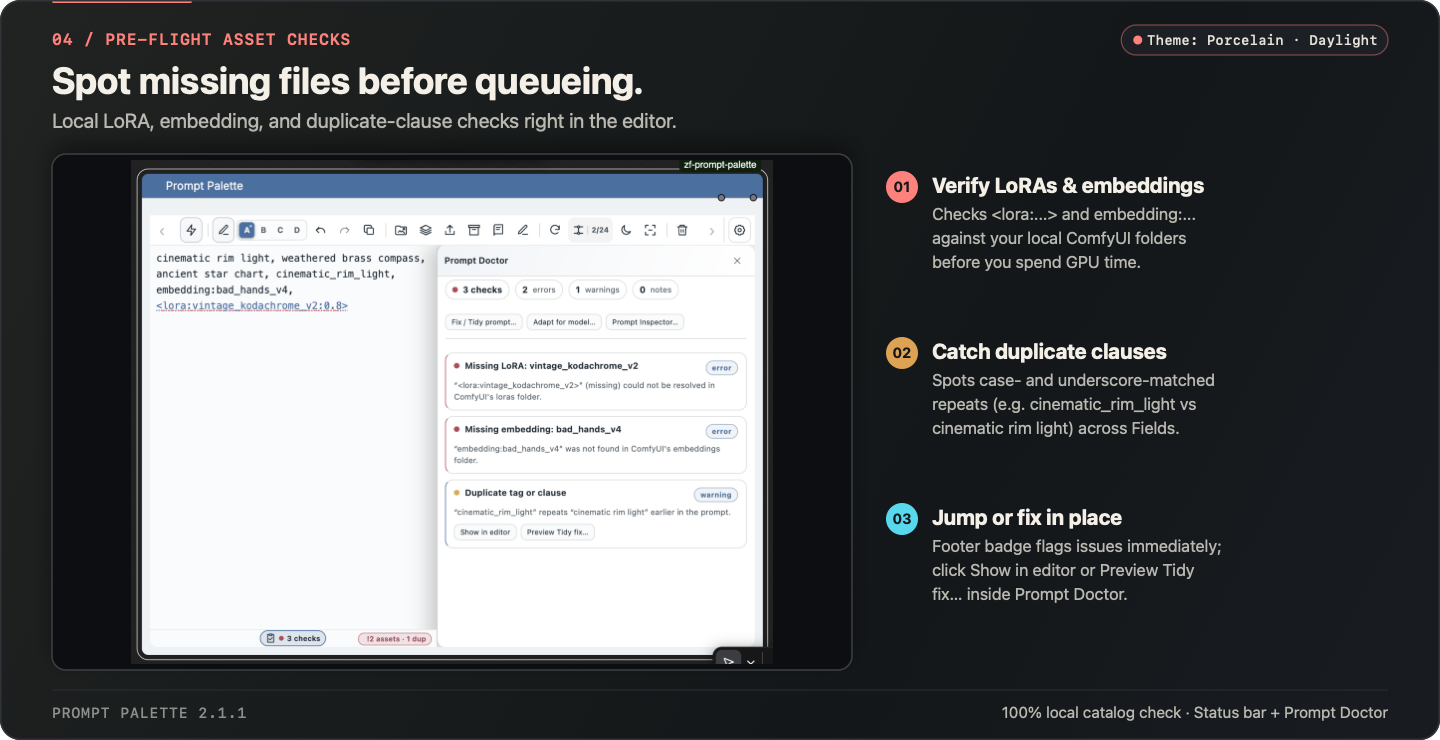 04 / PRE-FLIGHT ASSET CHECKS
Theme: Porcelain · Daylight
Spot missing files before queueing.
Local LoRA, embedding, and duplicate-clause checks right in the editor.
zf-prompt-palette
Prompt Palette
A B C D 2/24
cinematic rim light, weathered brass compass,
ancient star chart, cinematic_rim_light,
embedding:bad_hands_v4,
<lora:vintage_kodachrome_v2:0.8>
Prompt Doctor
3 checks 2 errors 1 warnings 0 notes
Fix / Tidy prompt... Adapt for model... Prompt Inspector...
Missing LoRA: vintage_kodachrome_v2 error
"<lora:vintage_kodachrome_v2>" (missing) could not be resolved in
ComfyUI's loras folder.
Missing embedding: bad_hands_v4 error
"embedding:bad_hands_v4" was not found in ComfyUI's embeddings
folder.
Duplicate tag or clause warning
"cinematic_rim_light" repeats "cinematic rim light" earlier in the prompt.
Show in editor Preview Tidy fix...
3 checks !2 assets · 1 dup
01 Verify LoRAs & embeddings
Checks <lora:...> and embedding:...
against your local ComfyUI folders
before you spend GPU time.
02 Catch duplicate clauses
Spots case- and underscore-matched
repeats (e.g. cinematic_rim_light vs
cinematic rim light) across Fields.
03 Jump or fix in place
Footer badge flags issues immediately;
click Show in editor or Preview Tidy
fix... inside Prompt Doctor.
PROMPT PALETTE 2.1.1
100% local catalog check · Status bar + Prompt Doctor